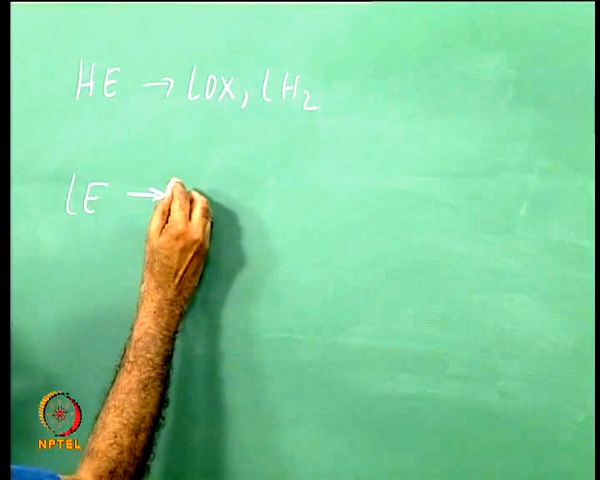 HE → LOX, LH₂
LE →
NPTEL